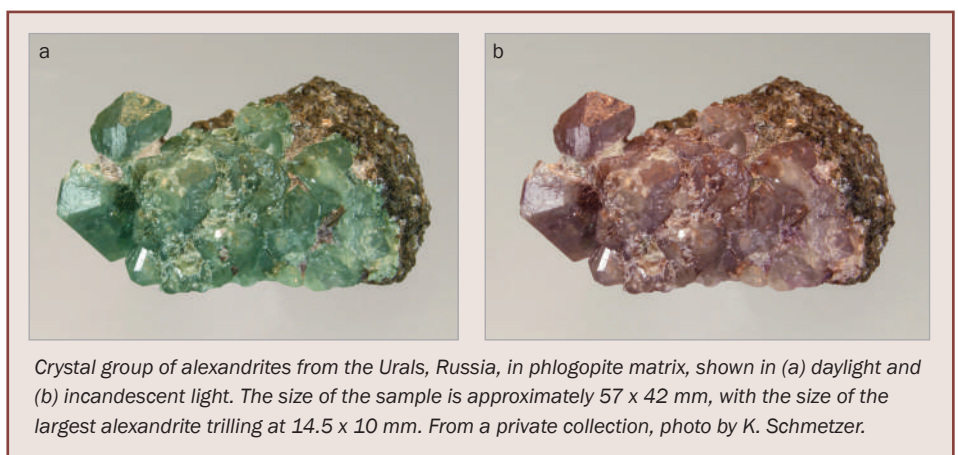 a
b
Crystal group of alexandrites from the Urals, Russia, in phlogopite matrix, shown in (a) daylight and
(b) incandescent light. The size of the sample is approximately 57 x 42 mm, with the size of the
largest alexandrite trilling at 14.5 x 10 mm. From a private collection, photo by K. Schmetzer.